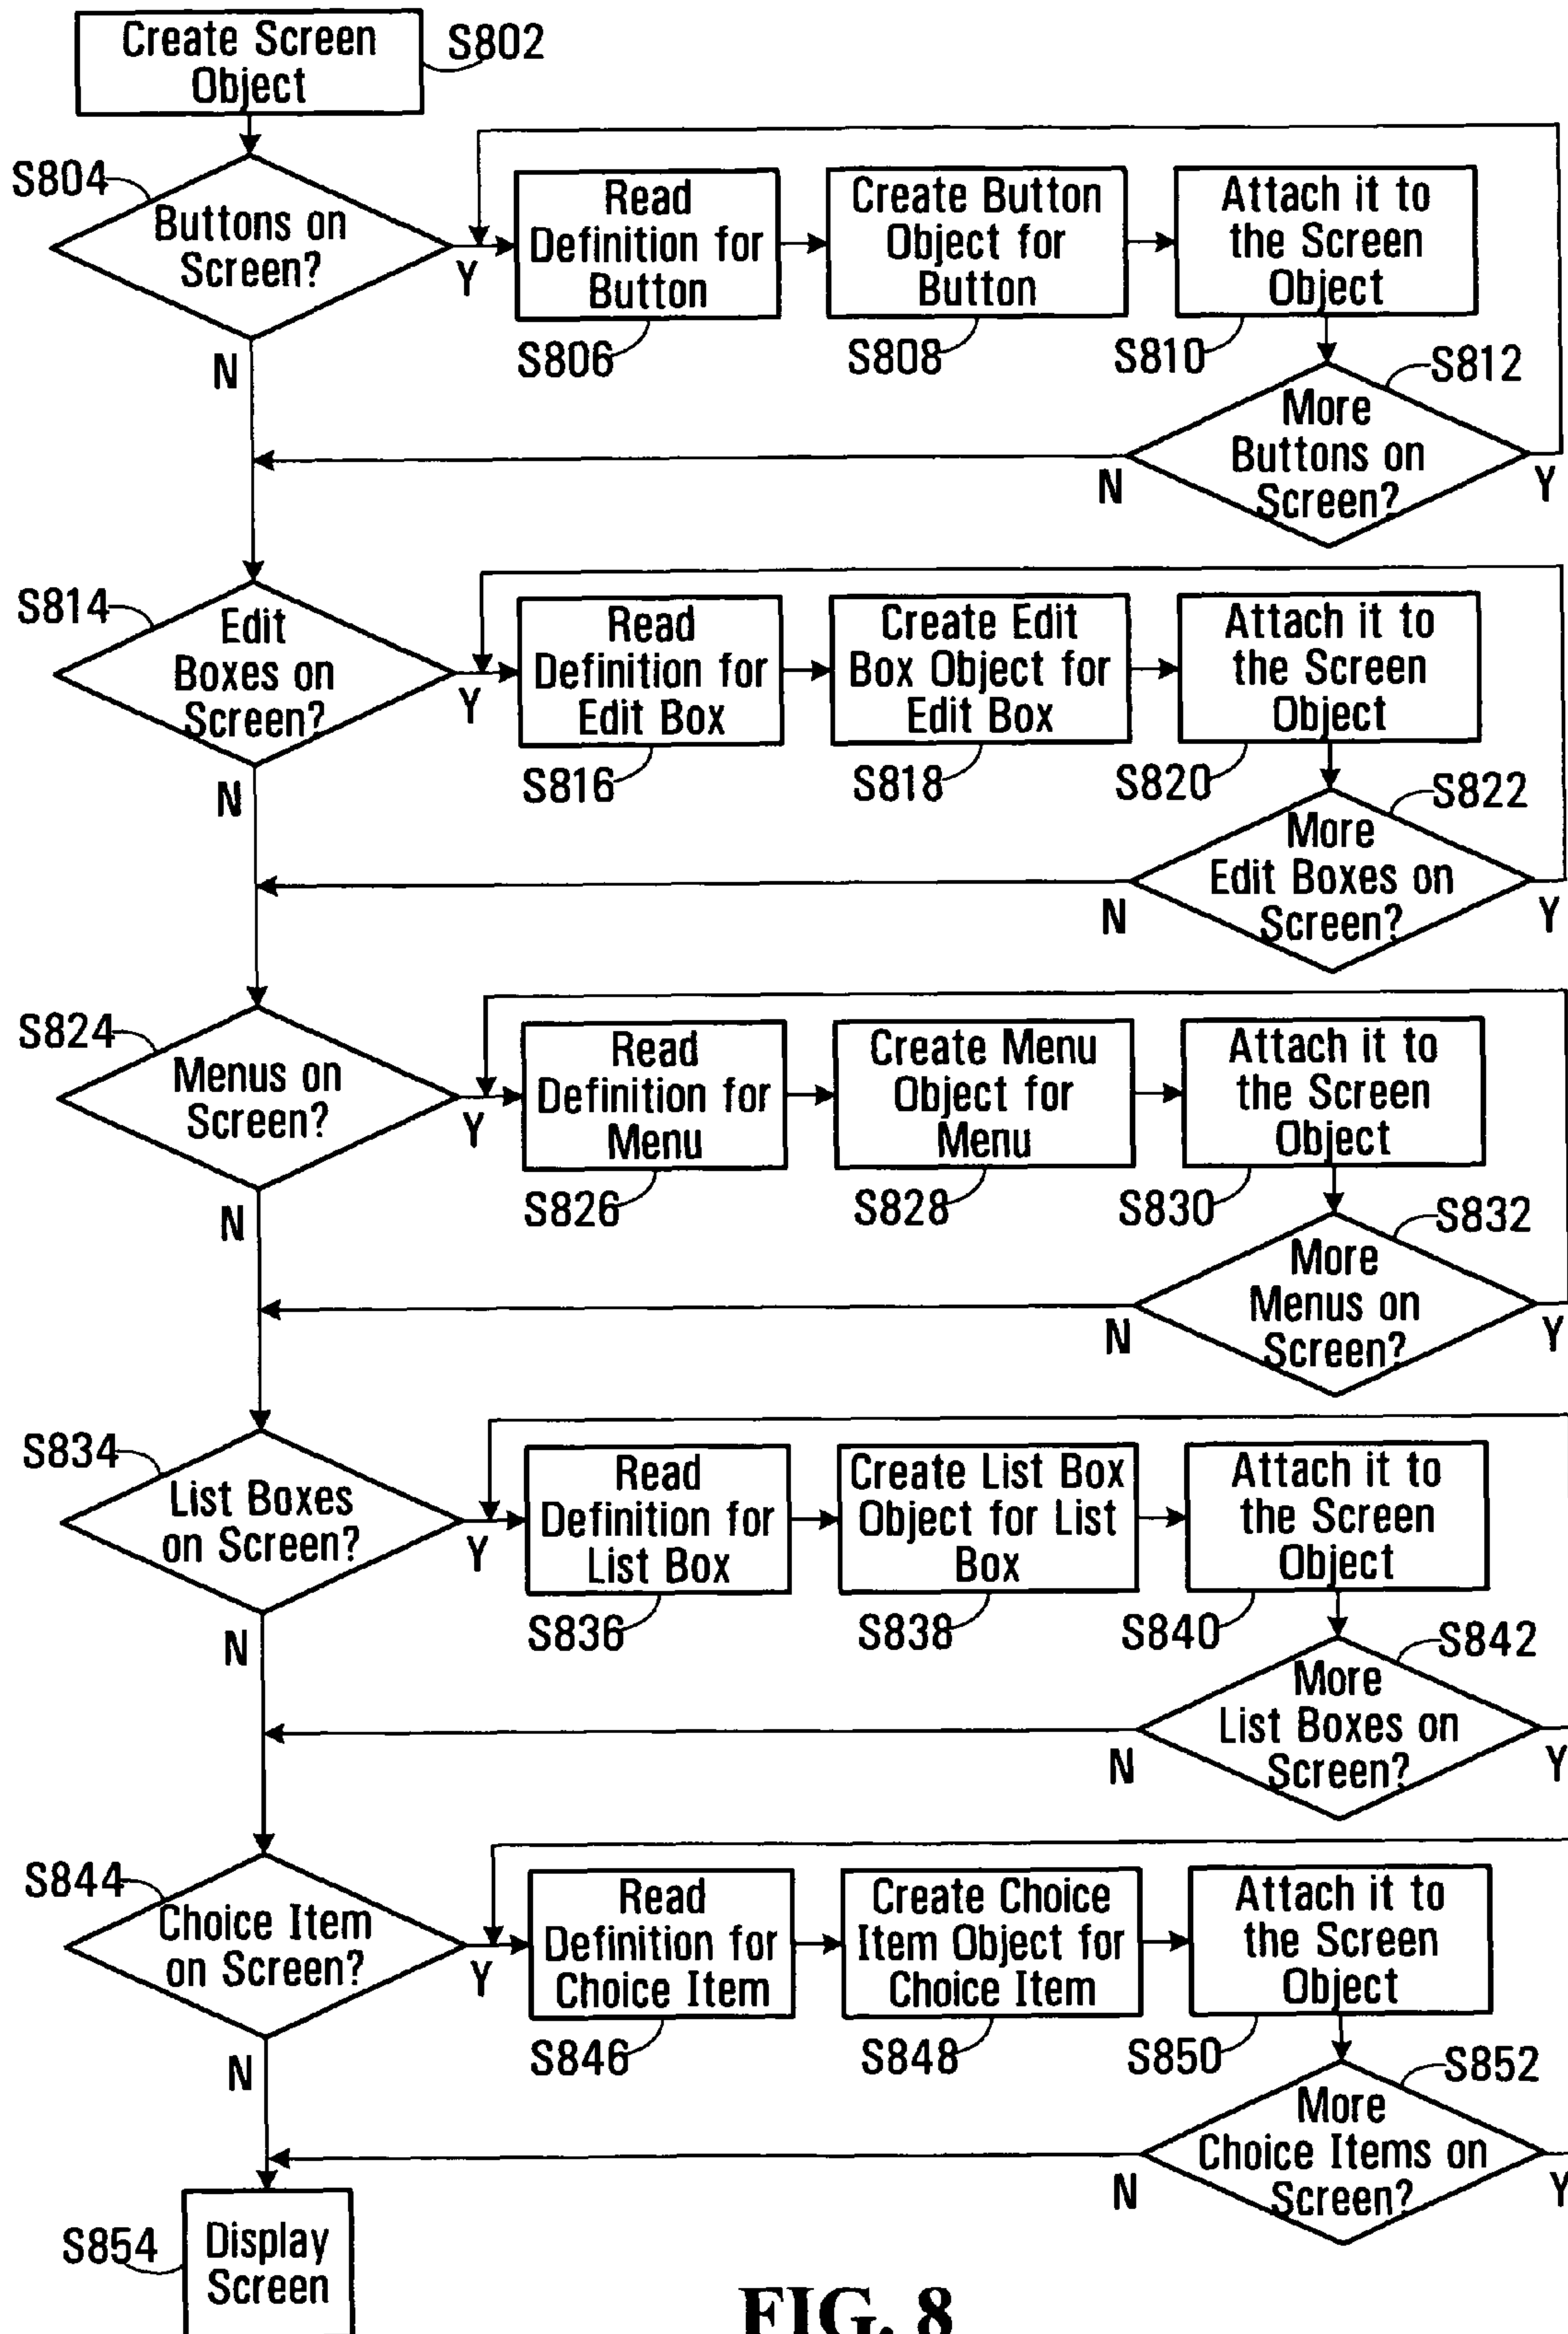 Create Screen
Object
S802
S804
Buttons on
Screen?
Y
N
Read
Definition for
Button
S806
Create Button
Object for
Button
S808
Attach it to
the Screen
Object
S810
S812
More
Buttons on
Screen?
N
Y
S814
Edit
Boxes on
Screen?
Y
N
Read
Definition for
Edit Box
S816
Create Edit
Box Object for
Edit Box
S818
Attach it to
the Screen
Object
S820
S822
More
Edit Boxes on
Screen?
N
Y
S824
Menus on
Screen?
Y
N
Read
Definition for
Menu
S826
Create Menu
Object for
Menu
S828
Attach it to
the Screen
Object
S830
S832
More
Menus on
Screen?
N
Y
S834
List Boxes
on Screen?
Y
N
Read
Definition for
List Box
S836
Create List Box
Object for List
Box
S838
Attach it to
the Screen
Object
S840
S842
More
List Boxes on
Screen?
N
Y
S844
Choice Item
on Screen?
Y
N
Read
Definition for
Choice Item
S846
Create Choice
Item Object for
Choice Item
S848
Attach it to
the Screen
Object
S850
S852
More
Choice Items on
Screen?
N
Y
S854
Display
Screen
FIG. 8